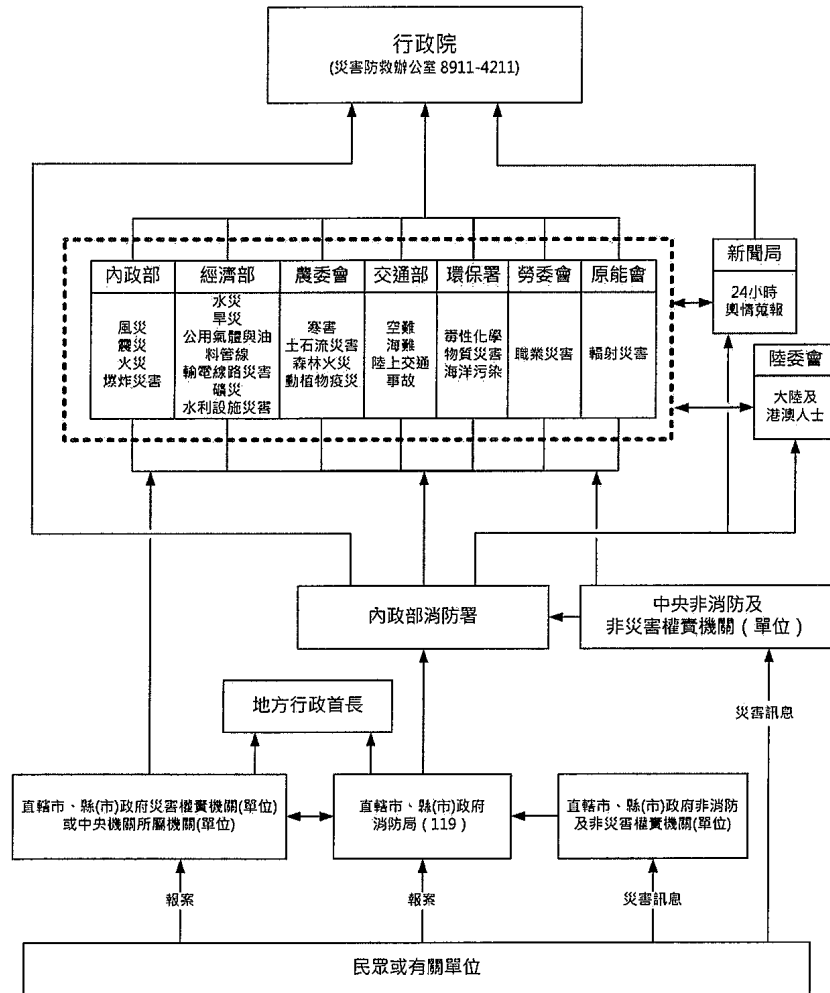 行政院
(災害防救辦公室 8911-4211)
內政部
風災
震災
火災
爆炸災害
經濟部
水災
旱災
公用氣體與油
料管線
輸電線路災害
礦災
水利設施災害
農委會
寒害
土石流災害
森林火災
動植物疫災
交通部
空難
海難
陸上交通
事故
環保署
毒性化學
物質災害
海洋污染
勞委會
職業災害
原能會
輻射災害
新聞局
24小時
輿情蒐報
陸委會
大陸及
港澳人士
內政部消防署
中央非消防及
非災害權責機關(單位)
地方行政首長
災害訊息
直轄市、縣(市)政府災害權責機關(單位)
或中央機關所屬機關(單位)
直轄市、縣(市)政府
消防局(119)
直轄市、縣(市)政府非消防
及非災害權責機關(單位)
報案
報案
災害訊息
民眾或有關單位